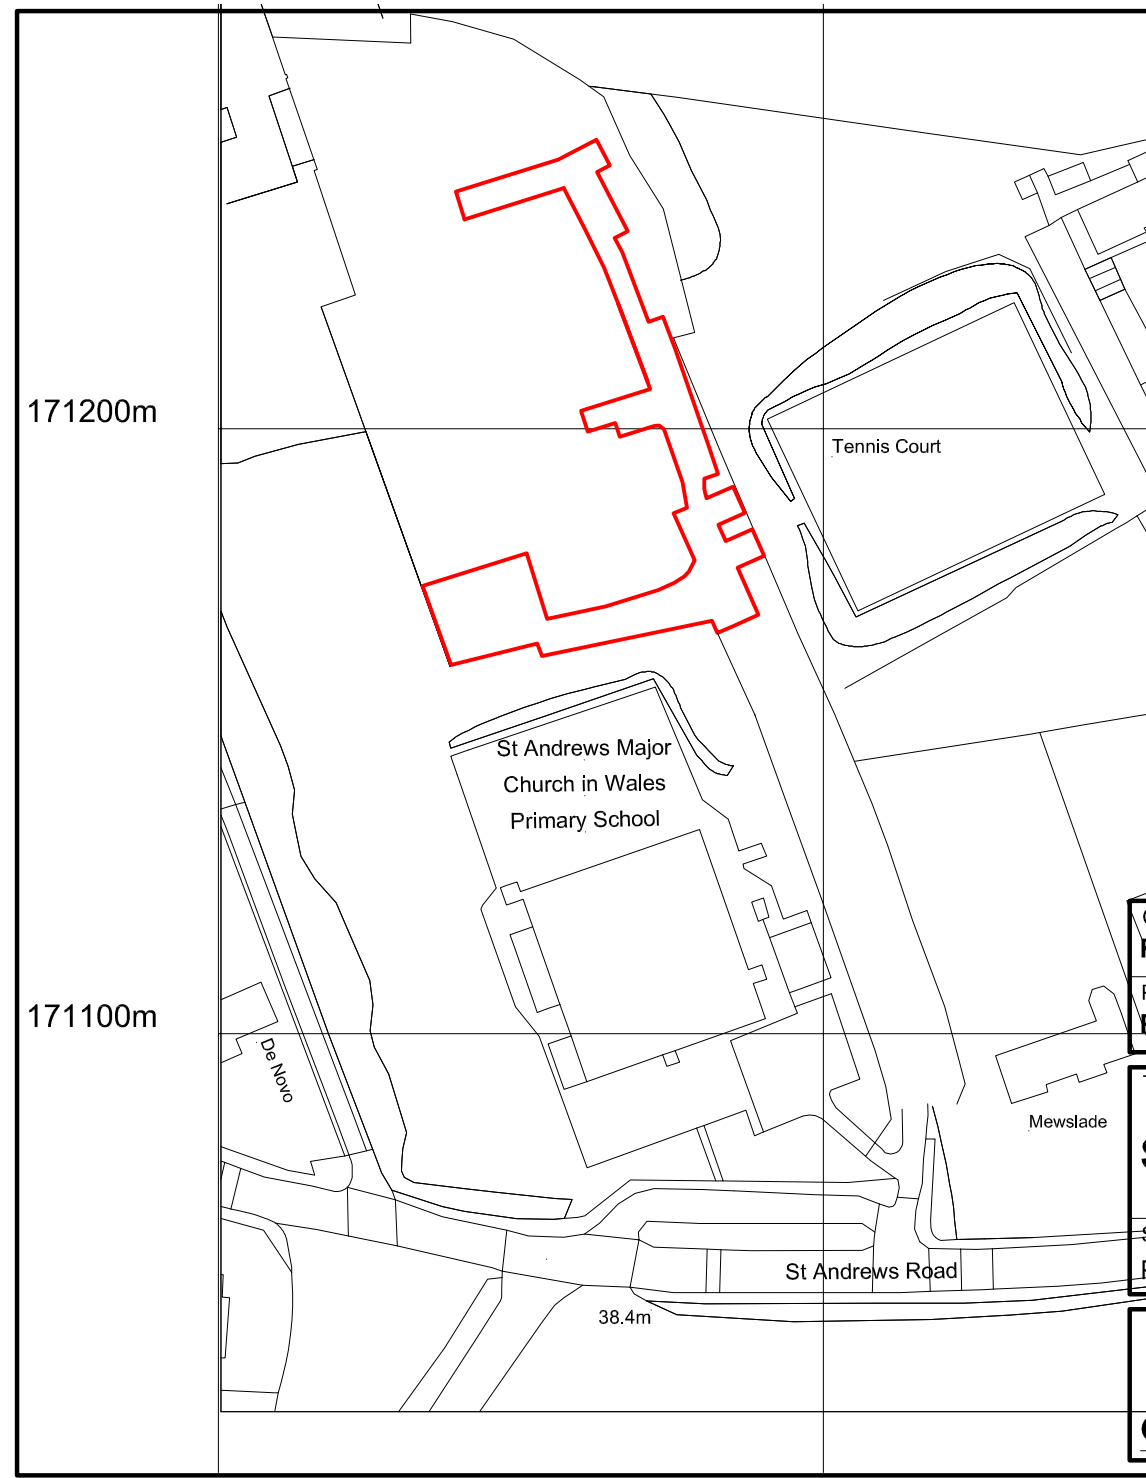 171200m
Tennis Court
St Andrews Major
Church in Wales
Primary School
171100m
De Novo
Mewslade
St Andrews Road
38.4m